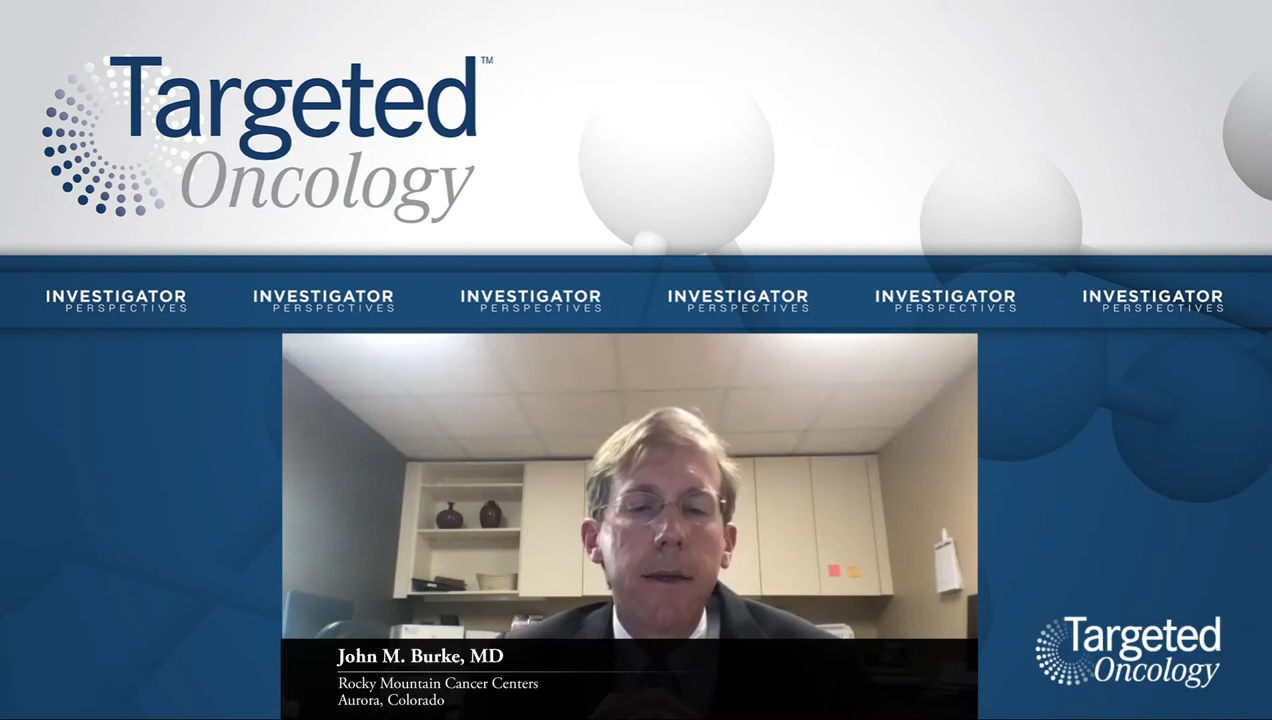 Targeted™
Oncology
INVESTIGATOR PERSPECTIVES
INVESTIGATOR PERSPECTIVES
INVESTIGATOR PERSPECTIVES
INVESTIGATOR PERSPECTIVES
INVESTIGATOR PERSPECTIVES
INVESTIGATOR PERSPECTIVES
John M. Burke, MD
Rocky Mountain Cancer Centers
Aurora, Colorado
Targeted
Oncology